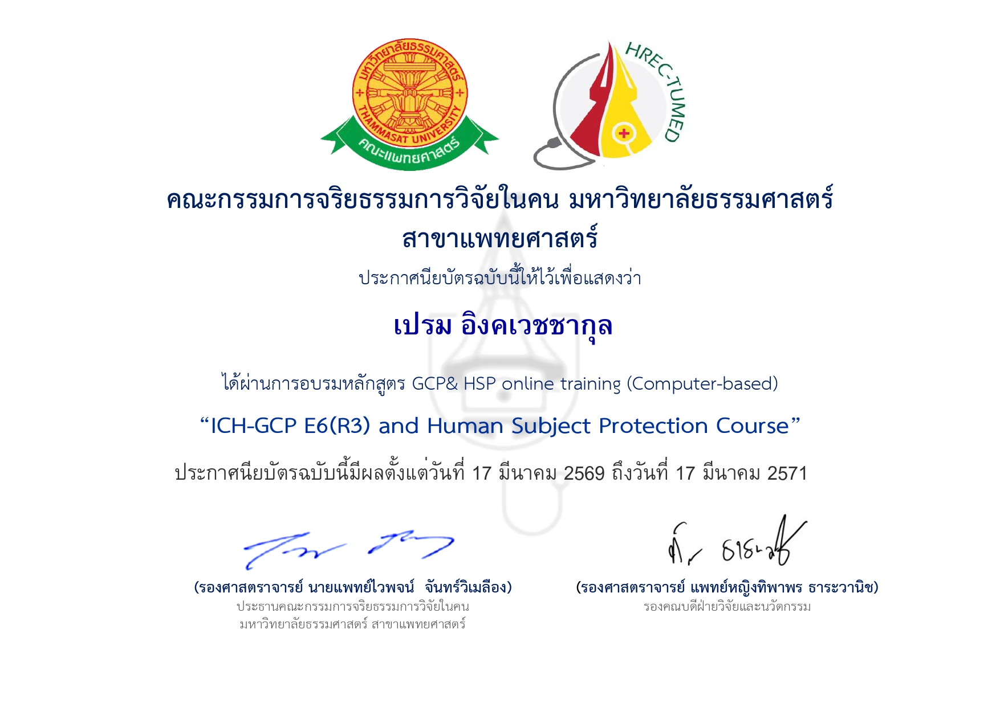 มหาวิทยาลัยธรรมศาสตร์
THAMMASAT UNIVERSITY
คณะแพทยศาสตร์
HREC-TUMED
คณะกรรมการจริยธรรมการวิจัยในคน มหาวิทยาลัยธรรมศาสตร์
สาขาแพทยศาสตร์
ประกาศนียบัตรฉบับนี้ให้ไว้เพื่อแสดงว่า
เปรม อิงคเวชชากุล
ได้ผ่านการอบรมหลักสูตร GCP& HSP online training (Computer-based)
“ICH-GCP E6(R3) and Human Subject Protection Course”
ประกาศนียบัตรฉบับนี้มีผลตั้งแต่วันที่ 17 มีนาคม 2569 ถึงวันที่ 17 มีนาคม 2571
(รองศาสตราจารย์ นายแพทย์ไวพจน์ จันทร์วิเมลือง)
ประธานคณะกรรมการจริยธรรมการวิจัยในคน
มหาวิทยาลัยธรรมศาสตร์ สาขาแพทยศาสตร์
(รองศาสตราจารย์ แพทย์หญิงทิพาพร ธาระวานิช)
รองคณบดีฝ่ายวิจัยและนวัตกรรม